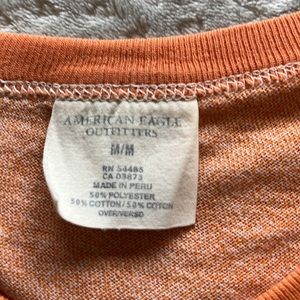 AMERICAN EAGLE
OUTFITTERS
M/M
RN 54485
CA 03873
MADE IN PERU
50% POLYESTER
50% COTTON / 50% COTON
OVER/VERSO